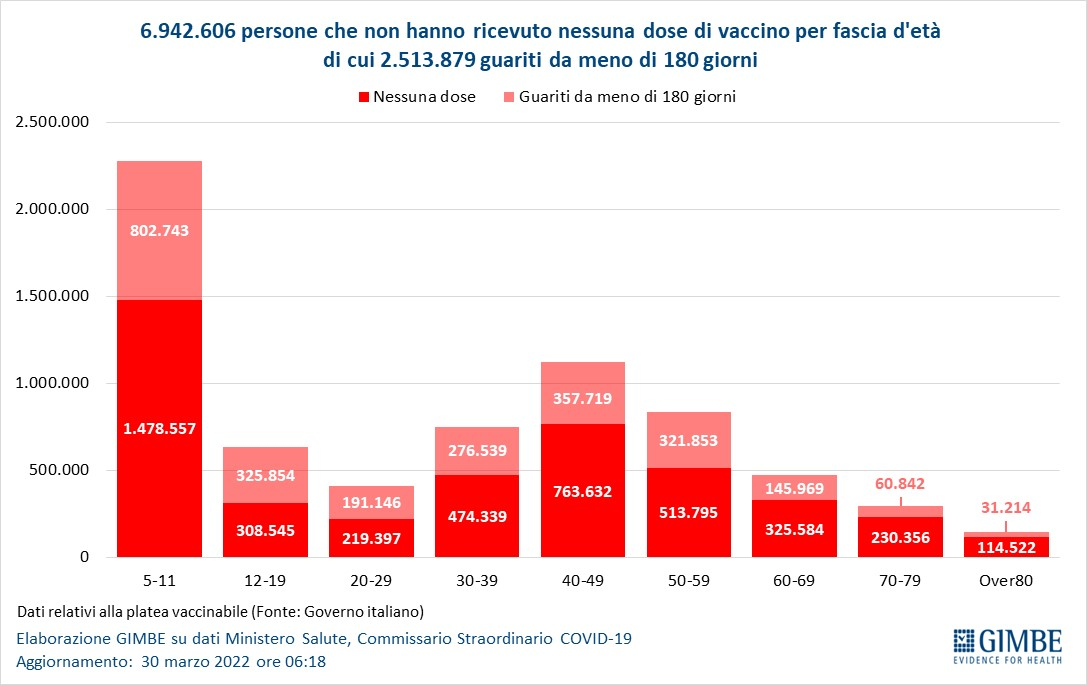 6.942.606 persone che non hanno ricevuto nessuna dose di vaccino per fascia d'età
di cui 2.513.879 guariti da meno di 180 giorni
Nessuna dose Guariti da meno di 180 giorni
2.500.000
2.000.000
1.500.000
1.000.000
500.000
0
802.743
1.478.557
325.854
308.545
191.146
219.397
276.539
474.339
357.719
763.632
321.853
513.795
145.969
325.584
60.842
230.356
31.214
114.522
5-11 12-19 20-29 30-39 40-49 50-59 60-69 70-79 Over80
Dati relativi alla platea vaccinabile (Fonte: Governo italiano)
Elaborazione GIMBE su dati Ministero Salute, Commissario Straordinario COVID-19
Aggiornamento: 30 marzo 2022 ore 06:18
GIMBE
EVIDENCE FOR HEALTH